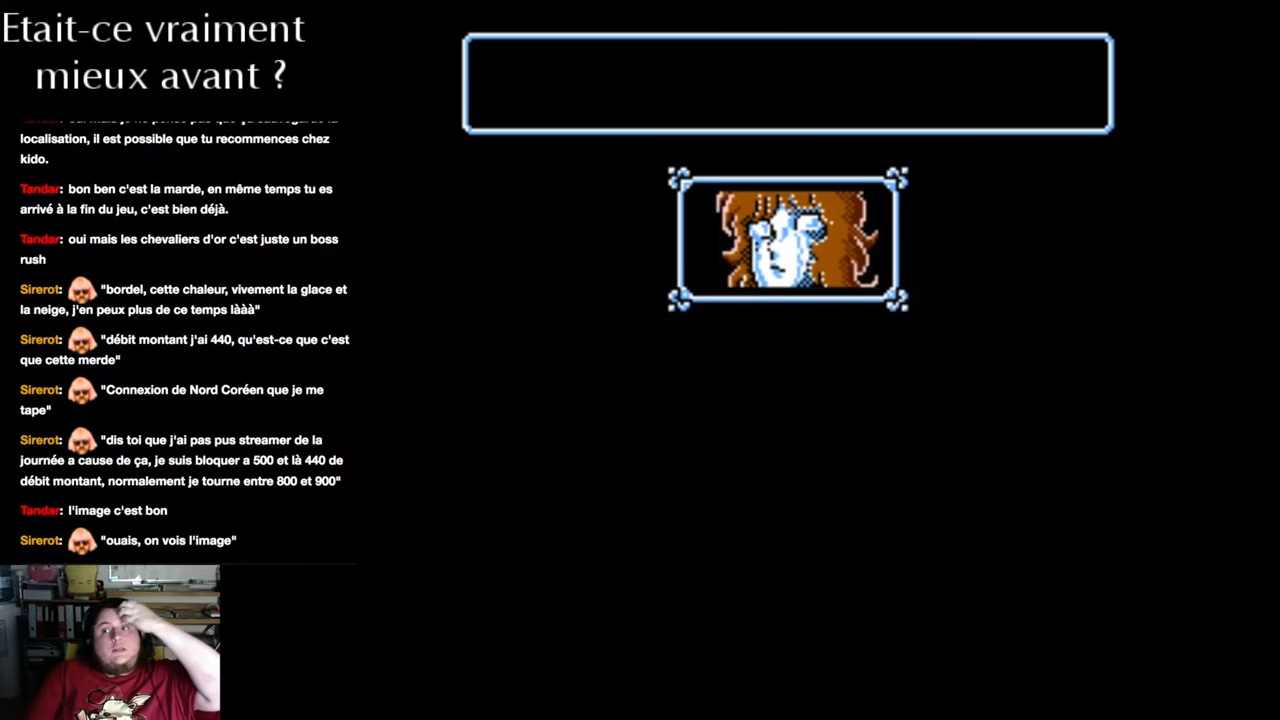 Etait-ce vraiment
mieux avant ?
localisation, il est possible que tu recommences chez
kido.
Tandar: bon ben c'est la marde, en même temps tu es
arrivé à la fin du jeu, c'est bien déjà.
Tandar: oui mais les chevaliers d'or c'est juste un boss
rush
Sirerot: "bordel, cette chaleur, vivement la glace et
la neige, j'en peux plus de ce temps lààà"
Sirerot: "débit montant j'ai 440, qu'est-ce que c'est
que cette merde"
Sirerot: "Connexion de Nord Coréen que je me
tape"
Sirerot: "dis toi que j'ai pas pus streamer de la
journée a cause de ça, je suis bloquer a 500 et là 440 de
débit montant, normalement je tourne entre 800 et 900"
Tandar: l'image c'est bon
Sirerot: "ouais, on vois l'image"